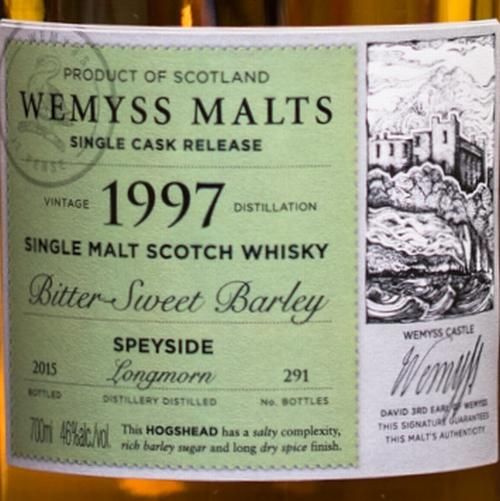 PRODUCT OF SCOTLAND
WEMYSS MALTS
SINGLE CASK RELEASE
VINTAGE 1997 DISTILLATION
SINGLE MALT SCOTCH WHISKY
Bitter Sweet Barley
SPEYSIDE
2015 Longmorn 291
BOTTLED DISTILLERY DISTILLED No. BOTTLES
700ml 46%alc./vol.
This HOGSHEAD has a salty complexity,
rich barley sugar and long dry spice finish.
WEMYSS CASTLE
Wemyss
DAVID 3RD EARL OF WEMYSS
THIS SIGNATURE GUARANTEES
THIS MALT'S AUTHENTICITY